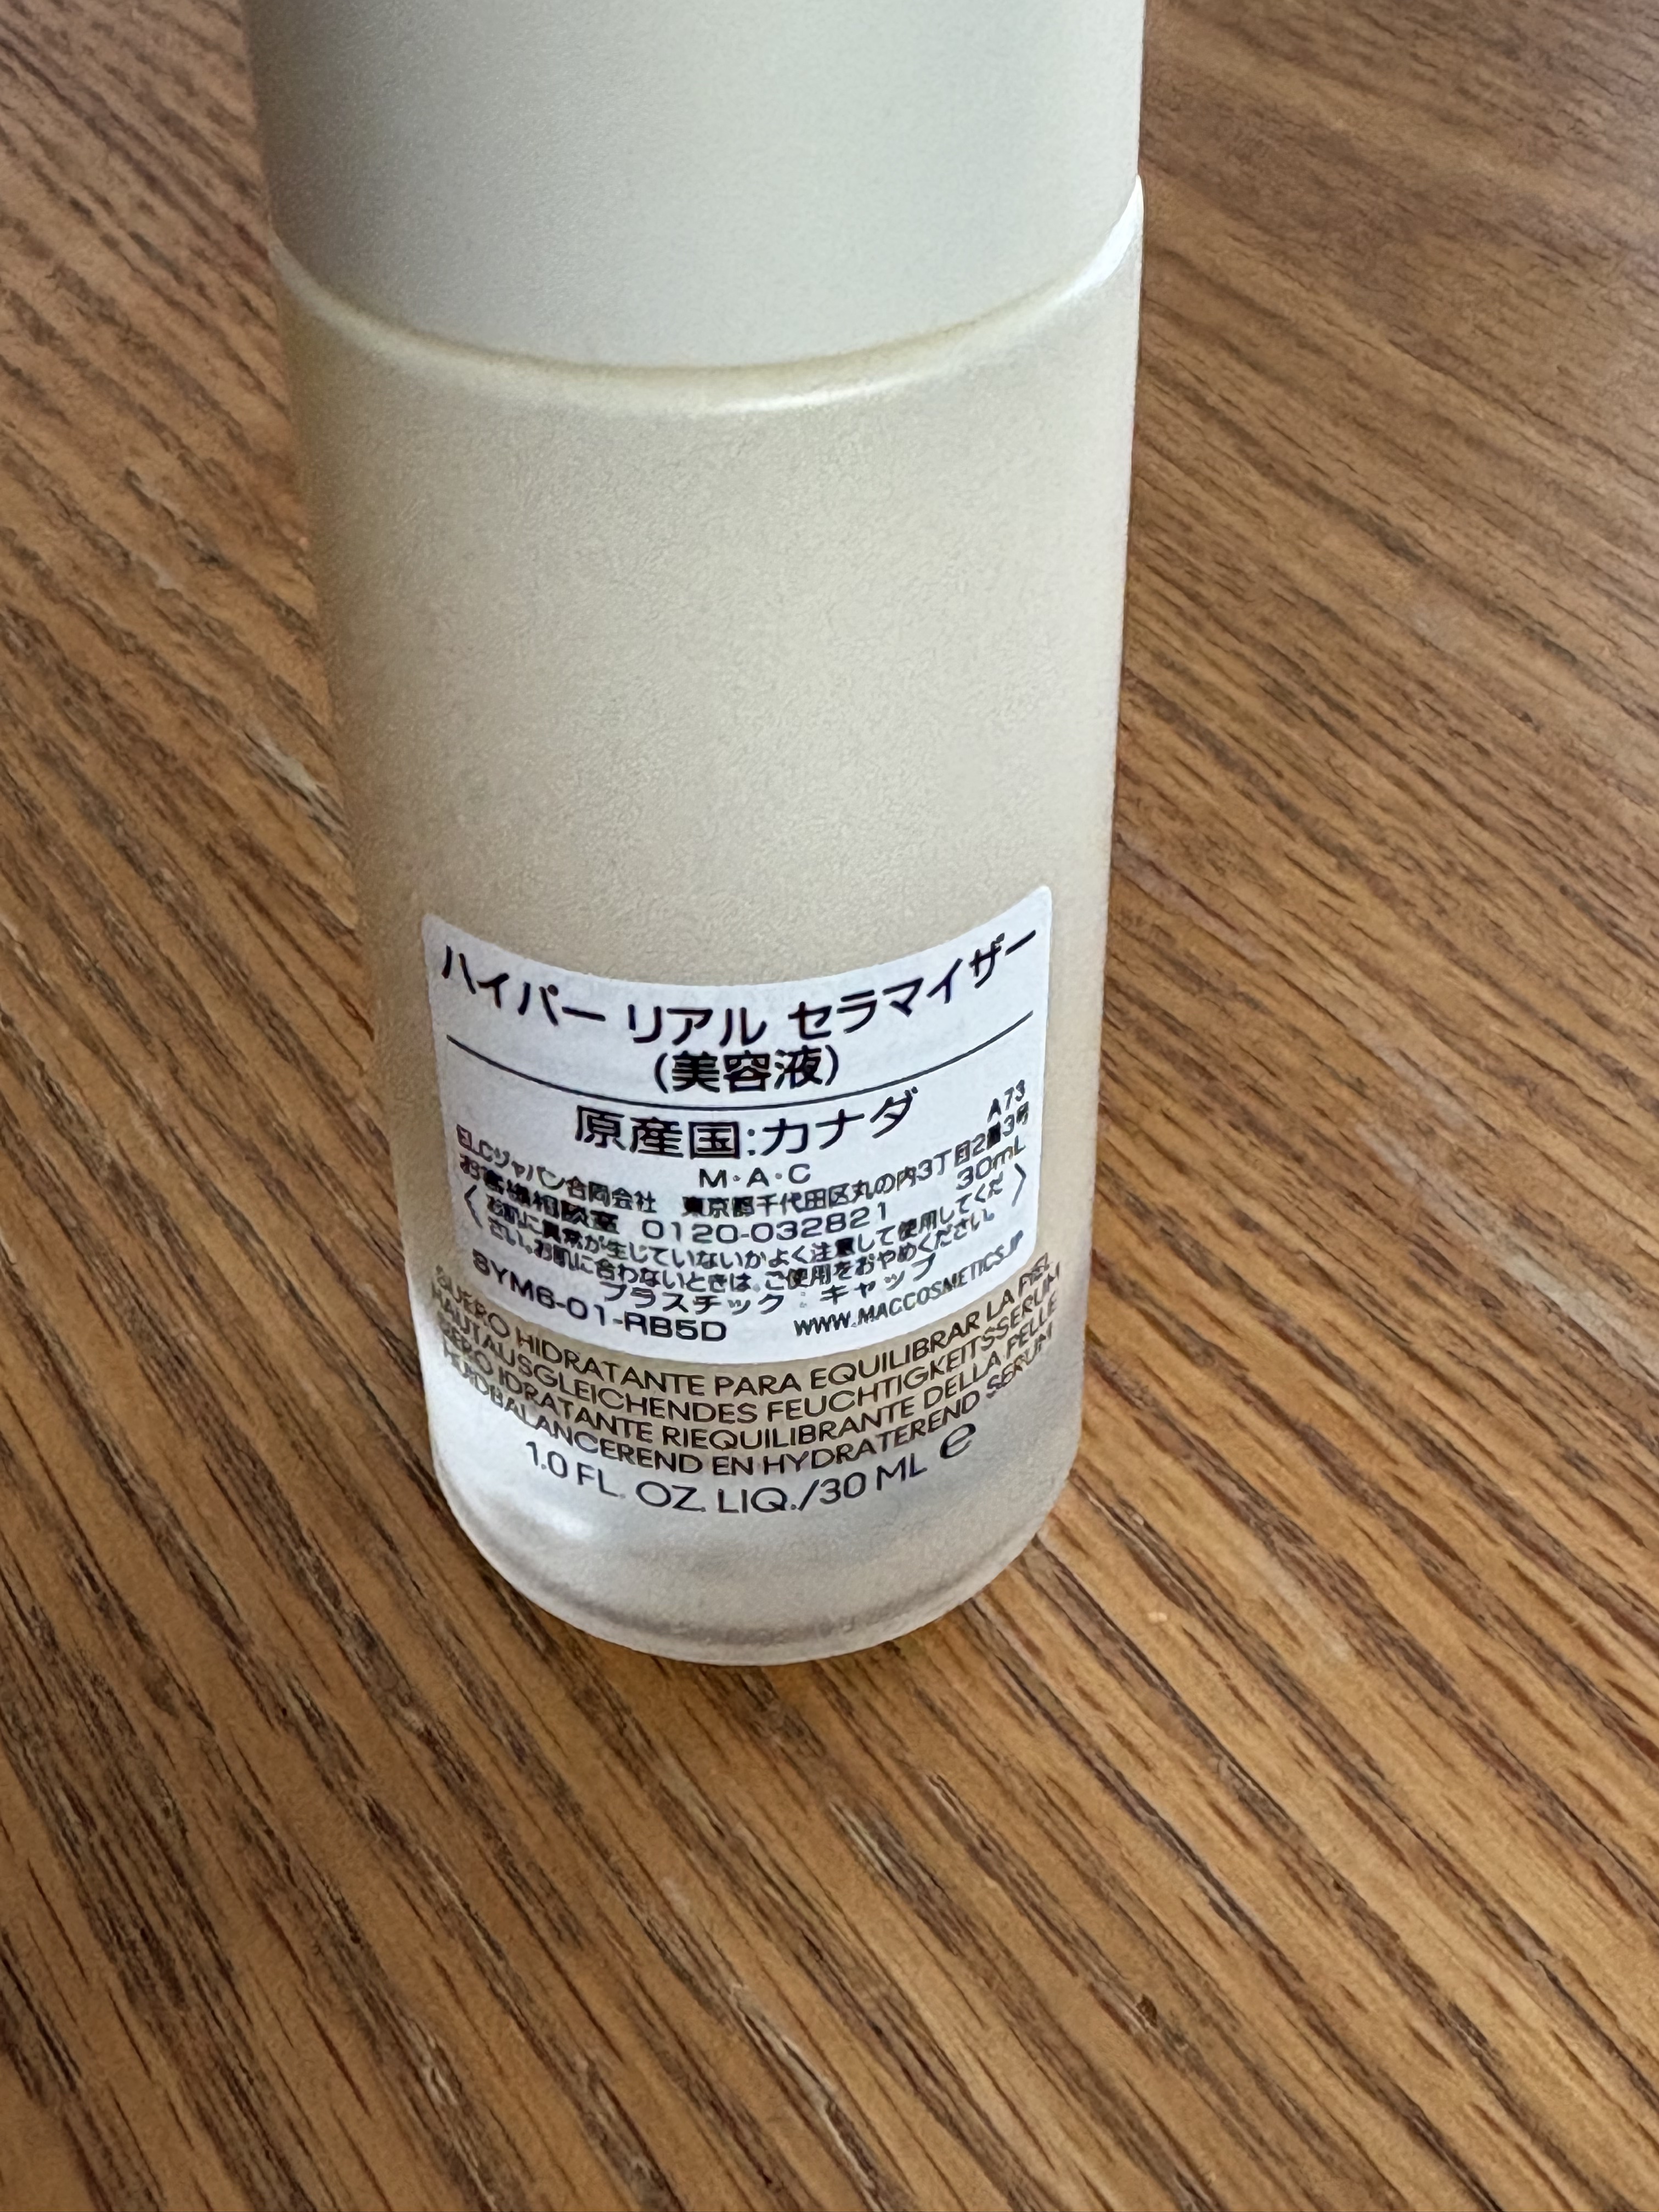 ハイパー リアル セラマイザー
(美容液)
原産国:カナダ
A73
M·A·C
ELCジャパン合同会社 東京都千代田区丸の内3丁目2番3号
お客様相談室 0120-032821 30mL
〈お肌に異常が生じていないかよく注意して使用してくだ
さい。お肌に合わないときは、ご使用をおやめください。〉
プラスチック:キャップ
8YM6-01-RB5D WWW.MACCOSMETICS.JP
SUERO HIDRATANTE PARA EQUILIBRAR LA PIEL
HAUTAUSGLEICHENDES FEUCHTIGKEITSSERUM
SIERO IDRATANTE RIEQUILIBRANTE DELLA PELLE
HUIDBALANCEREND EN HYDRATEREND SERUM
1.0 FL. OZ. LIQ./30 ML e